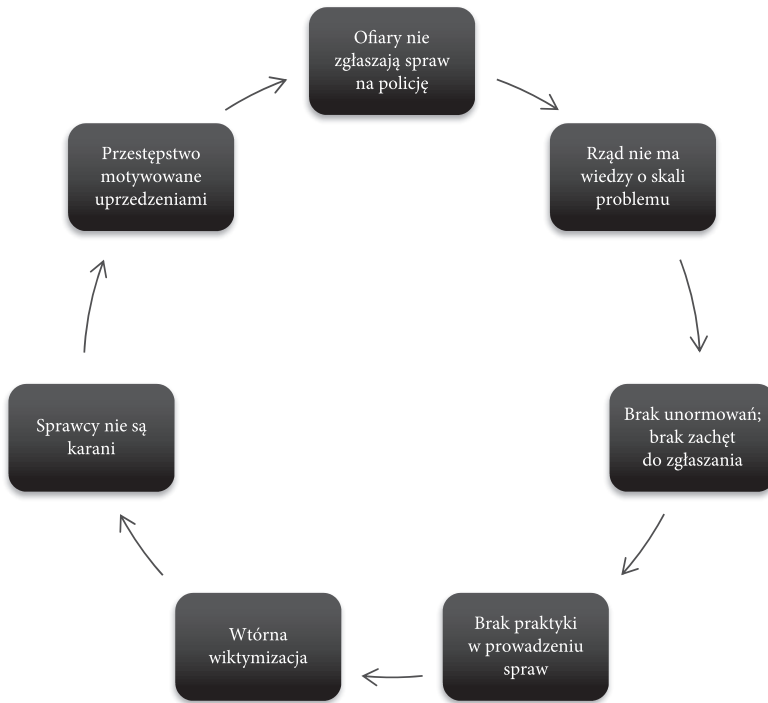 Ofiary nie
zgłaszają spraw
na policję
Rząd nie ma
wiedzy o skali
problemu
Brak unormowań;
brak zachęt
do zgłaszania
Brak praktyki
w prowadzeniu
spraw
Wtórna
wiktymizacja
Sprawcy nie są
karani
Przestępstwo
motywowane
uprzedzeniami